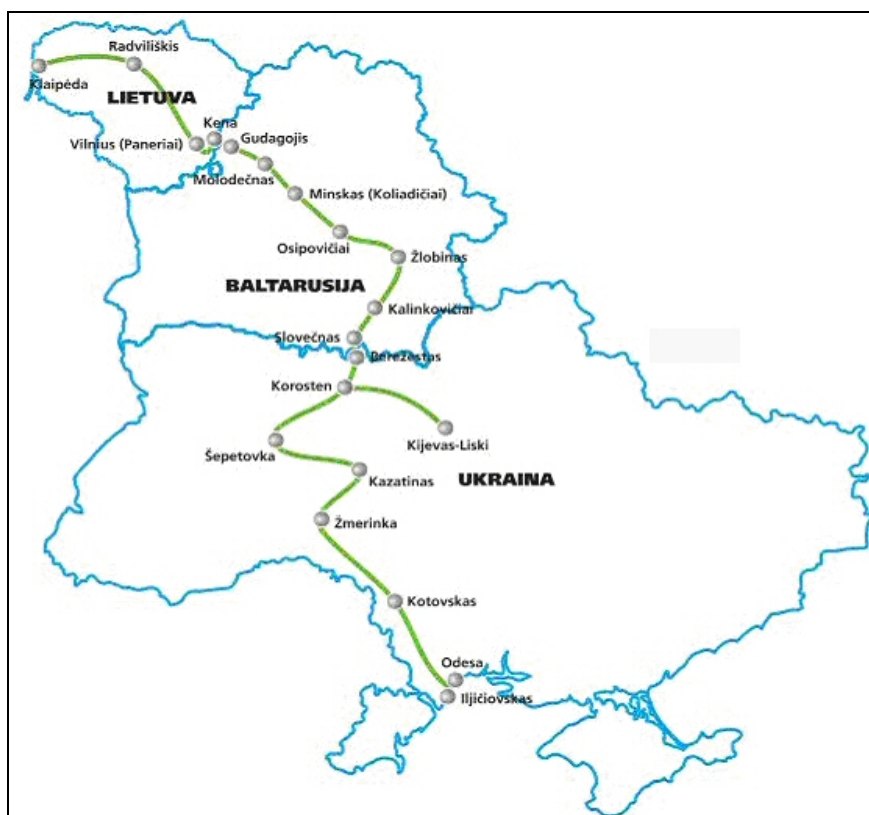 Radviliškis
Klaipėda
LIETUVA
Kena
Vilnius (Paneriai)
Gudagojis
Molodečnas
Minskas (Koliadičiai)
Osipovičiai
Žlobinas
BALTARUSIJA
Kalinkovičiai
Slovečnas
Berežestas
Korosten
Kijevas-Liski
Šepetovka
Kazatinas
UKRAINA
Žmerinka
Kotovskas
Odesa
Iljičiovskas